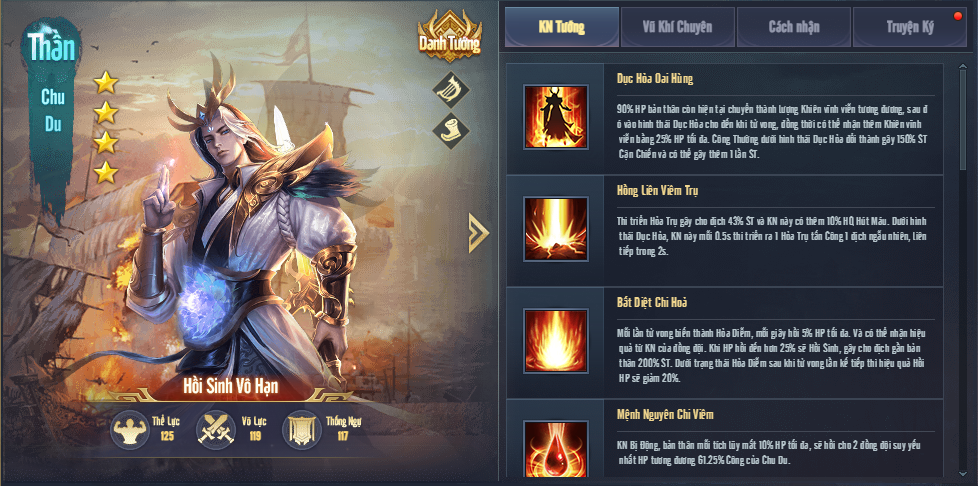 Thần
Chu
Du
Danh Tướng
Hồi Sinh Vô Hạn
Thể Lực
125
Võ Lực
119
Thống Ngự
117
KN Tướng
Vũ Khí Chuyên
Cách nhận
Truyện Ký
Dục Hỏa Oai Hùng
90% HP bản thân còn hiện tại chuyển thành lượng Khiên vĩnh viễn tương đương, sau đ
ó vào hình thái Dục Hỏa cho đến khi tử vong, đồng thời có thể nhận thêm Khiên vĩnh
viễn bằng 25% HP tối đa. Công Thường dưới hình thái Dục Hỏa đổi thành gây 150% ST
Cận Chiến và có thể gây thêm 1 lần ST.
Hồng Liên Viêm Trụ
Thi triển Hỏa Trụ gây cho địch 43% ST và KN này có thêm 10% HQ Hút Máu. Dưới hình
thái Dục Hỏa, KN này mỗi 0.5s thi triển ra 1 Hỏa Trụ tấn Công 1 địch ngẫu nhiên, liên
tiếp trong 2s.
Bất Diệt Chi Hoả
Mỗi lần tử vong biến thành Hỏa Diễm, mỗi giây hồi 5% HP tối đa. Và có thể nhận hiệu
quả từ KN của đồng đội. Khi HP hồi đến hơn 25% sẽ Hồi Sinh, gây cho địch gần bản
thân 200% ST. Dưới trạng thái Hỏa Diễm sau khi tử vong lần kế tiếp thì hiệu quả Hồi
HP sẽ giảm 20%.
Mệnh Nguyên Chi Viêm
KN Bị Động, bản thân mỗi tích lũy mất 10% HP tối đa, sẽ hồi cho 2 đồng đội suy yếu
nhất HP tương đương 61.25% Công của Chu Du.